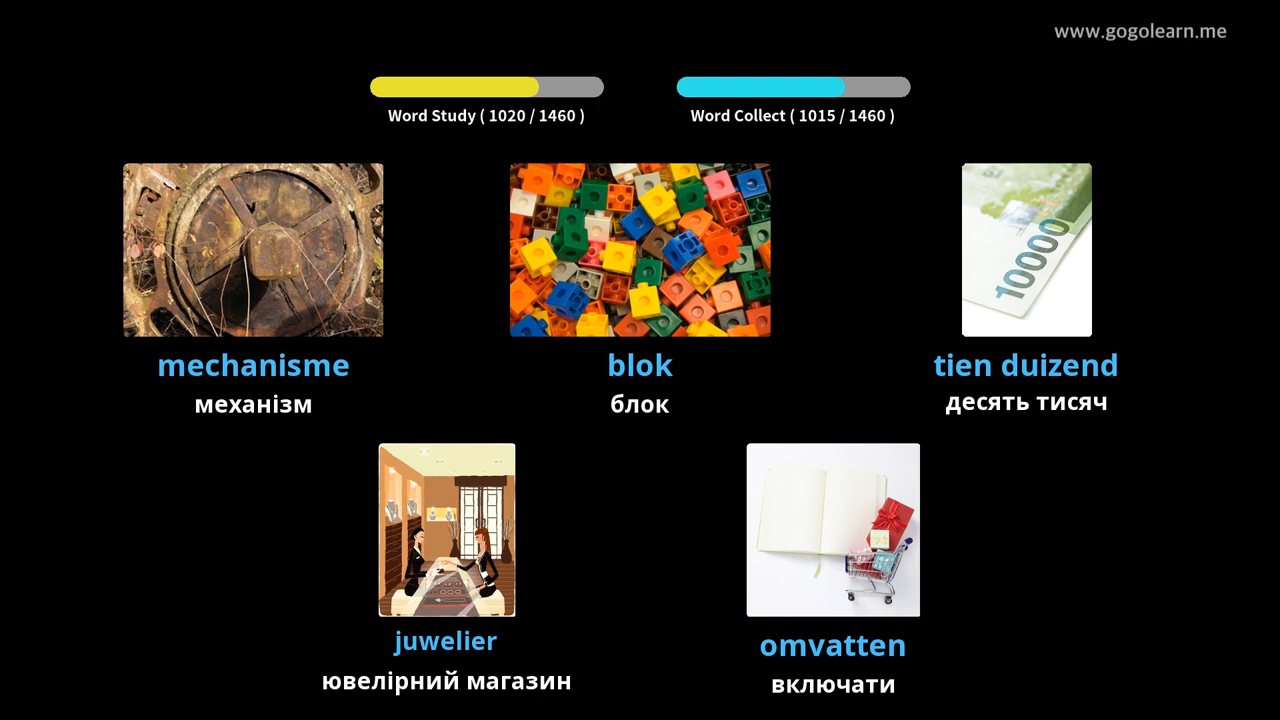 www.gogolearn.me
Word Study ( 1020 / 1460 )
Word Collect ( 1015 / 1460 )
10000
mechanisme
blok
tien duizend
механізм
блок
десять тисяч
juwelier
omvatten
ювелірний магазин
включати